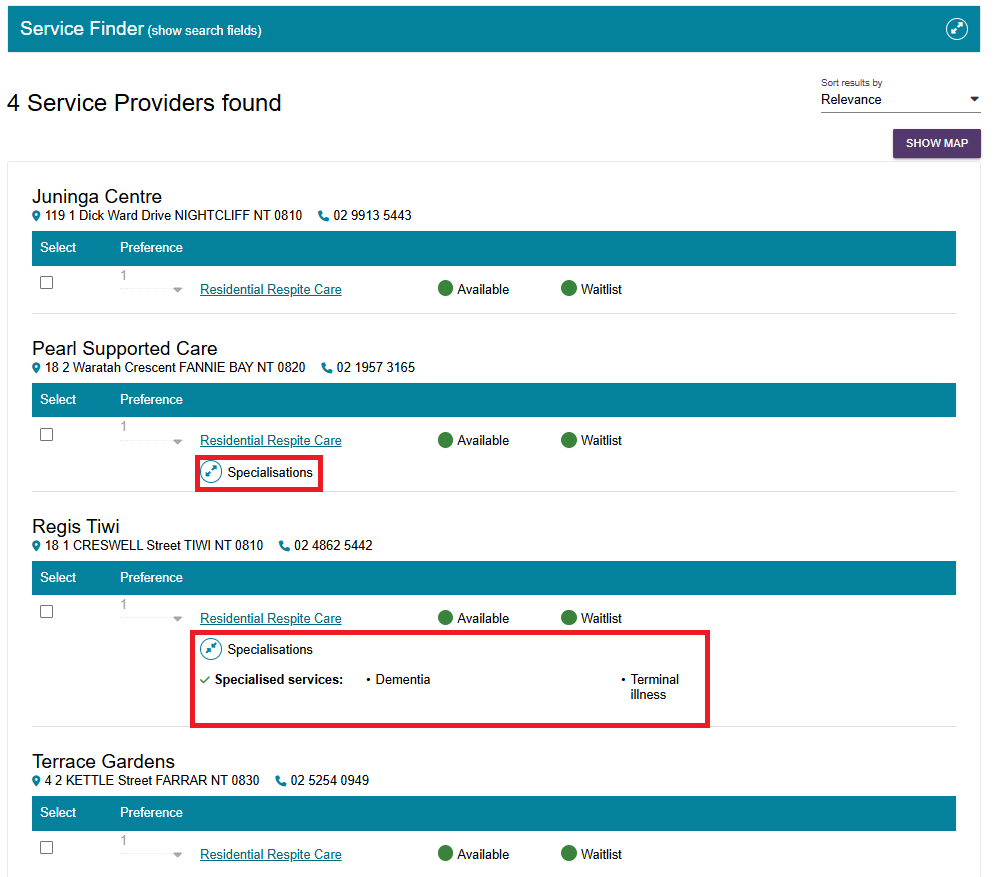 Service Finder (show search fields)
Sort results by
4 Service Providers found
Relevance
SHOW MAP
Juninga Centre
119 1 Dick Ward Drive NIGHTCLIFF NT 0810 02 9913 5443
Select Preference
1
Residential Respite Care Available Waitlist
Pearl Supported Care
18 2 Waratah Crescent FANNIE BAY NT 0820 02 1957 3165
Select Preference
1
Residential Respite Care Available Waitlist
Specialisations
Regis Tiwi
18 1 CRESWELL Street TIWI NT 0810 02 4862 5442
Select Preference
1
Residential Respite Care Available Waitlist
Specialisations
Specialised services: • Dementia • Terminal
illness
Terrace Gardens
4 2 KETTLE Street FARRAR NT 0830 02 5254 0949
Select Preference
1
Residential Respite Care Available Waitlist